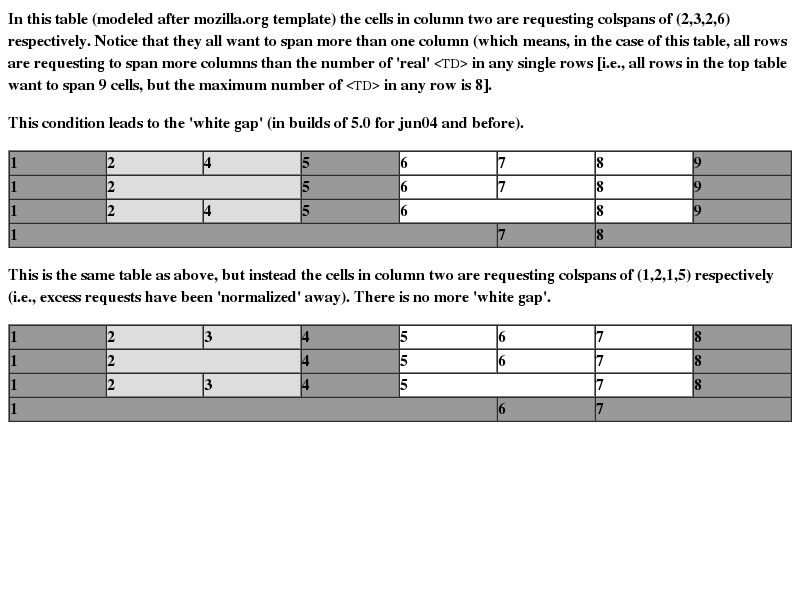 In this table (modeled after mozilla.org template) the cells in column two are requesting colspans of (2,3,2,6)
respectively. Notice that they all want to span more than one column (which means, in the case of this table, all rows
are requesting to span more columns than the number of 'real' <TD> in any single rows [i.e., all rows in the top table
want to span 9 cells, but the maximum number of <TD> in any row is 8].
This condition leads to the 'white gap' (in builds of 5.0 for jun04 and before).
1 2 4 5 6 7 8 9
1 2 5 6 7 8 9
1 2 4 5 6 8 9
1 7 8
This is the same table as above, but instead the cells in column two are requesting colspans of (1,2,1,5) respectively
(i.e., excess requests have been 'normalized' away). There is no more 'white gap'.
1 2 3 4 5 6 7 8
1 2 4 5 6 7 8
1 2 3 4 5 7 8
1 6 7